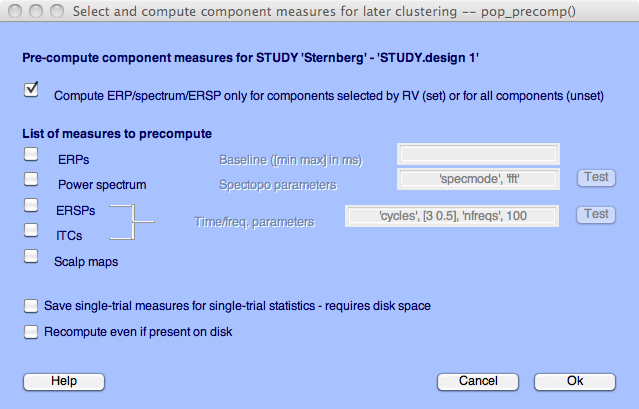 Select and compute component measures for later clustering -- pop_precomp()
Pre-compute component measures for STUDY 'Sternberg' - 'STUDY.design 1'
Compute ERP/spectrum/ERSP only for components selected by RV (set) or for all components (unset)
List of measures to precompute
ERPs Baseline ([min max] in ms)
Power spectrum Spectopo parameters 'specmode', 'fft' Test
ERSPs
Time/freq. parameters 'cycles', [3 0.5], 'nfreqs', 100 Test
ITCs
Scalp maps
Save single-trial measures for single-trial statistics - requires disk space
Recompute even if present on disk
Help Cancel Ok